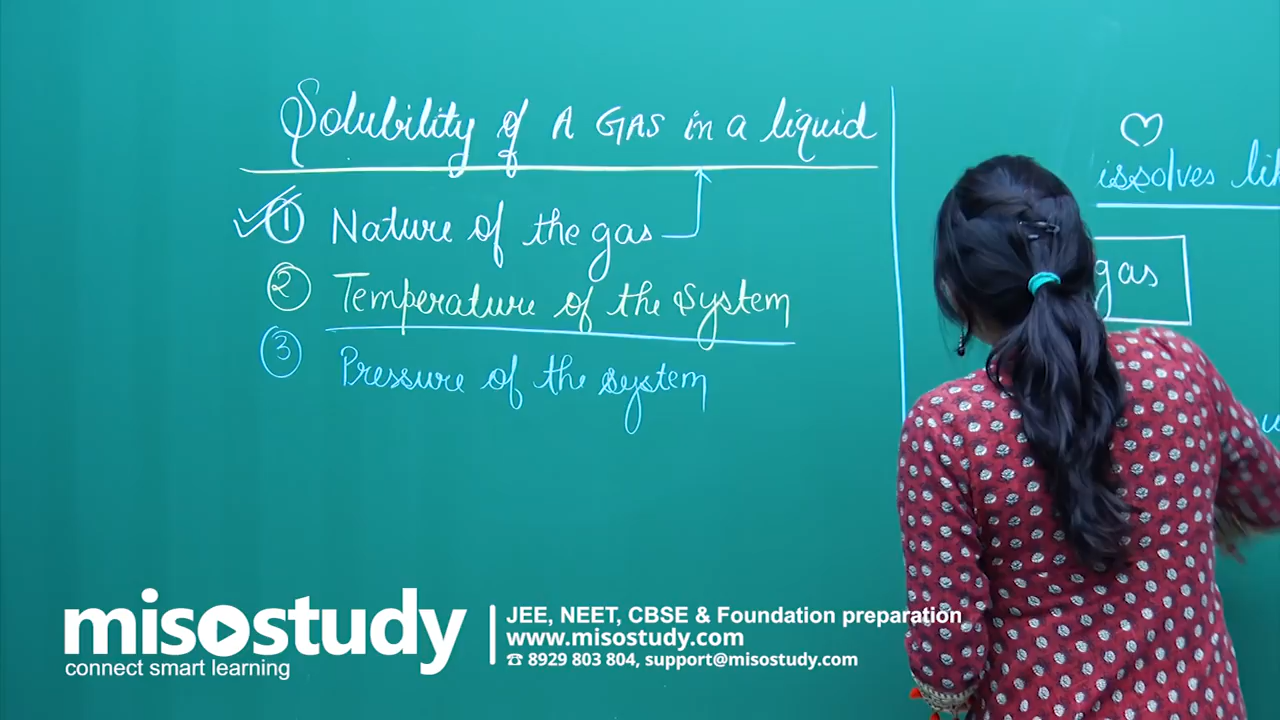 Solubility of A GAS in a liquid
1 Nature of the gas
2 Temperature of the System
3 Pressure of the system
issolves
gas
misostudy
connect smart learning
JEE, NEET, CBSE & Foundation preparation
www.misostudy.com
☎ 8929 803 804, support@misostudy.com